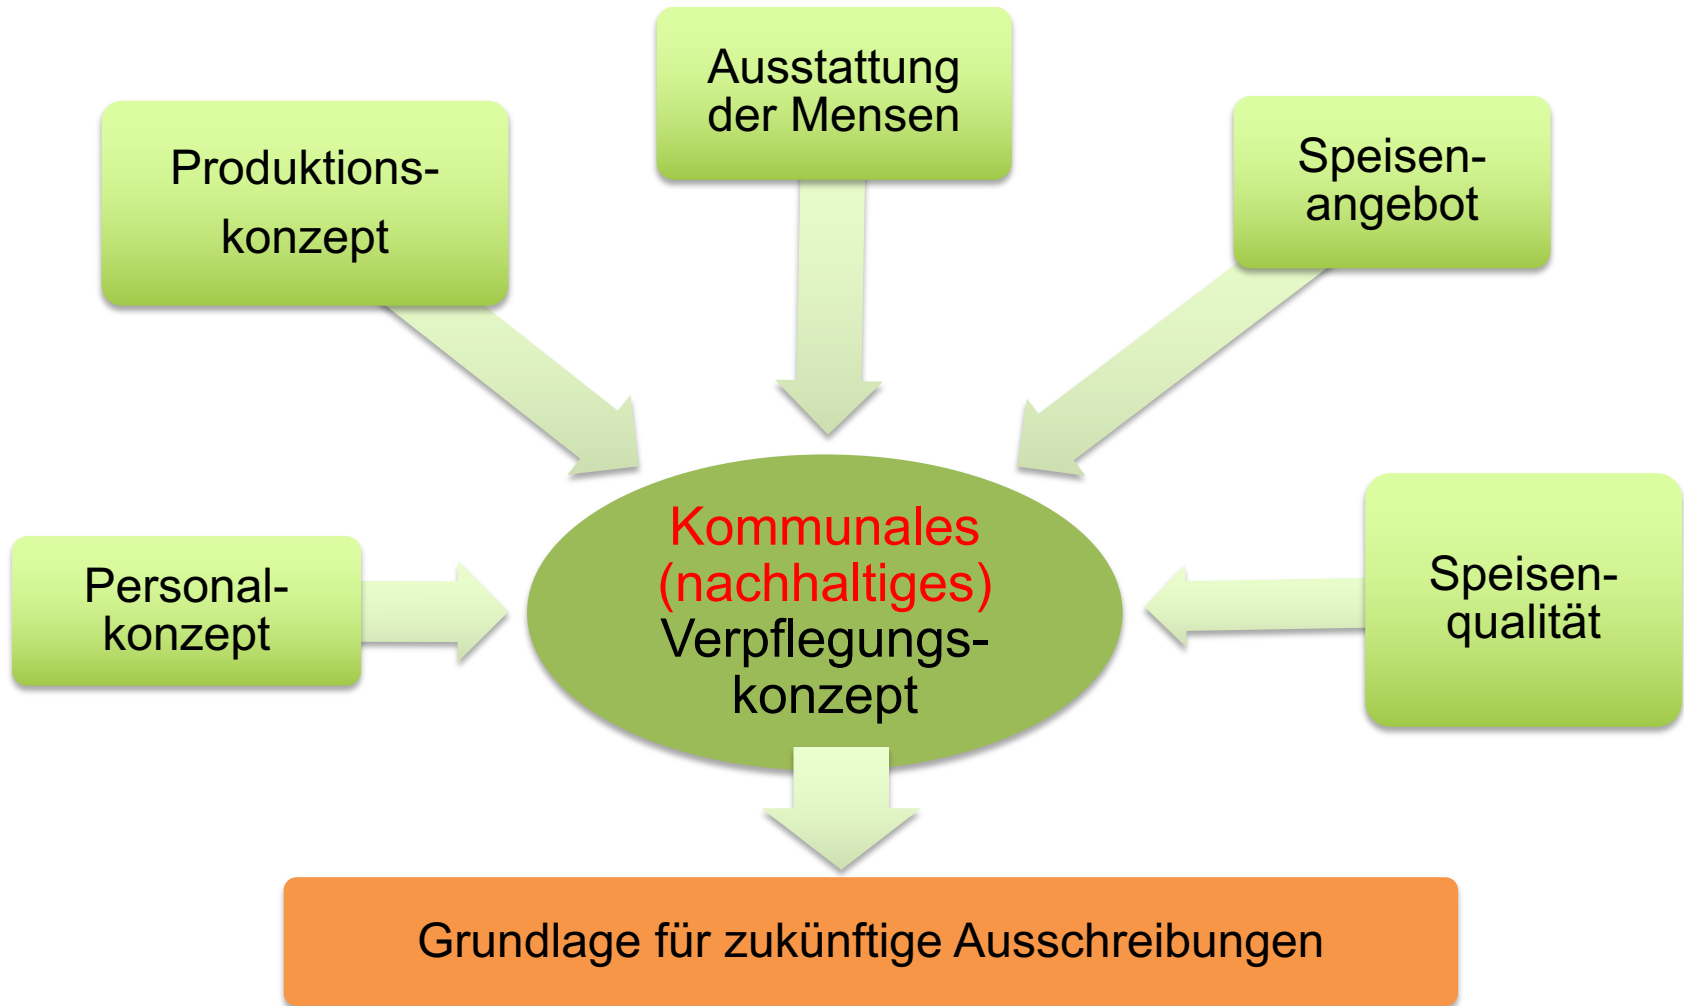 Ausstattung
der Mensen
Produktions-
konzept
Speisen-
angebot
Personal-
konzept
Kommunales
(nachhaltiges)
Verpflegungs-
konzept
Speisen-
qualität
Grundlage für zukünftige Ausschreibungen